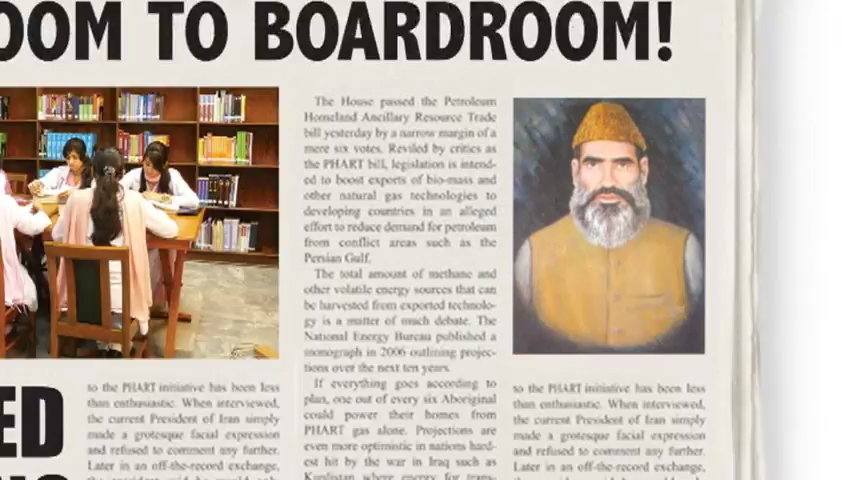 OOM TO BOARDROOM!
The House passed the Petroleum
Homeland Ancillary Resource Trade
bill yesterday by a narrow margin of a
mere six votes. Reviled by critics as
the PHART bill, legislation is intend-
ed to boost exports of bio-mass and
other natural gas technologies to
developing countries in an alleged
effort to reduce demand for petroleum
from conflict areas such as the
Persian Gulf.
The total amount of methane and
other volatile energy sources that can
be harvested from exported technolo-
gy is a matter of much debate. The
National Energy Bureau published a
monograph in 2006 outlining projec-
tions over the next ten years.
If everything goes according to
plan, one out of every six Aboriginal
could power their homes from
PHART gas alone. Projections are
even more optimistic in nations hard-
est hit by the war in Iraq such as
Kurdistan where energy for trans-
ED
to the PHART initiative has been less
than enthusiastic. When interviewed,
the current President of Iran simply
made a grotesque facial expression
and refused to comment any further.
Later in an off-the-record exchange,
to the PHART initiative has been less
than enthusiastic. When interviewed,
the current President of Iran simply
made a grotesque facial expression
and refused to comment any further.
Later in an off-the-record exchange,